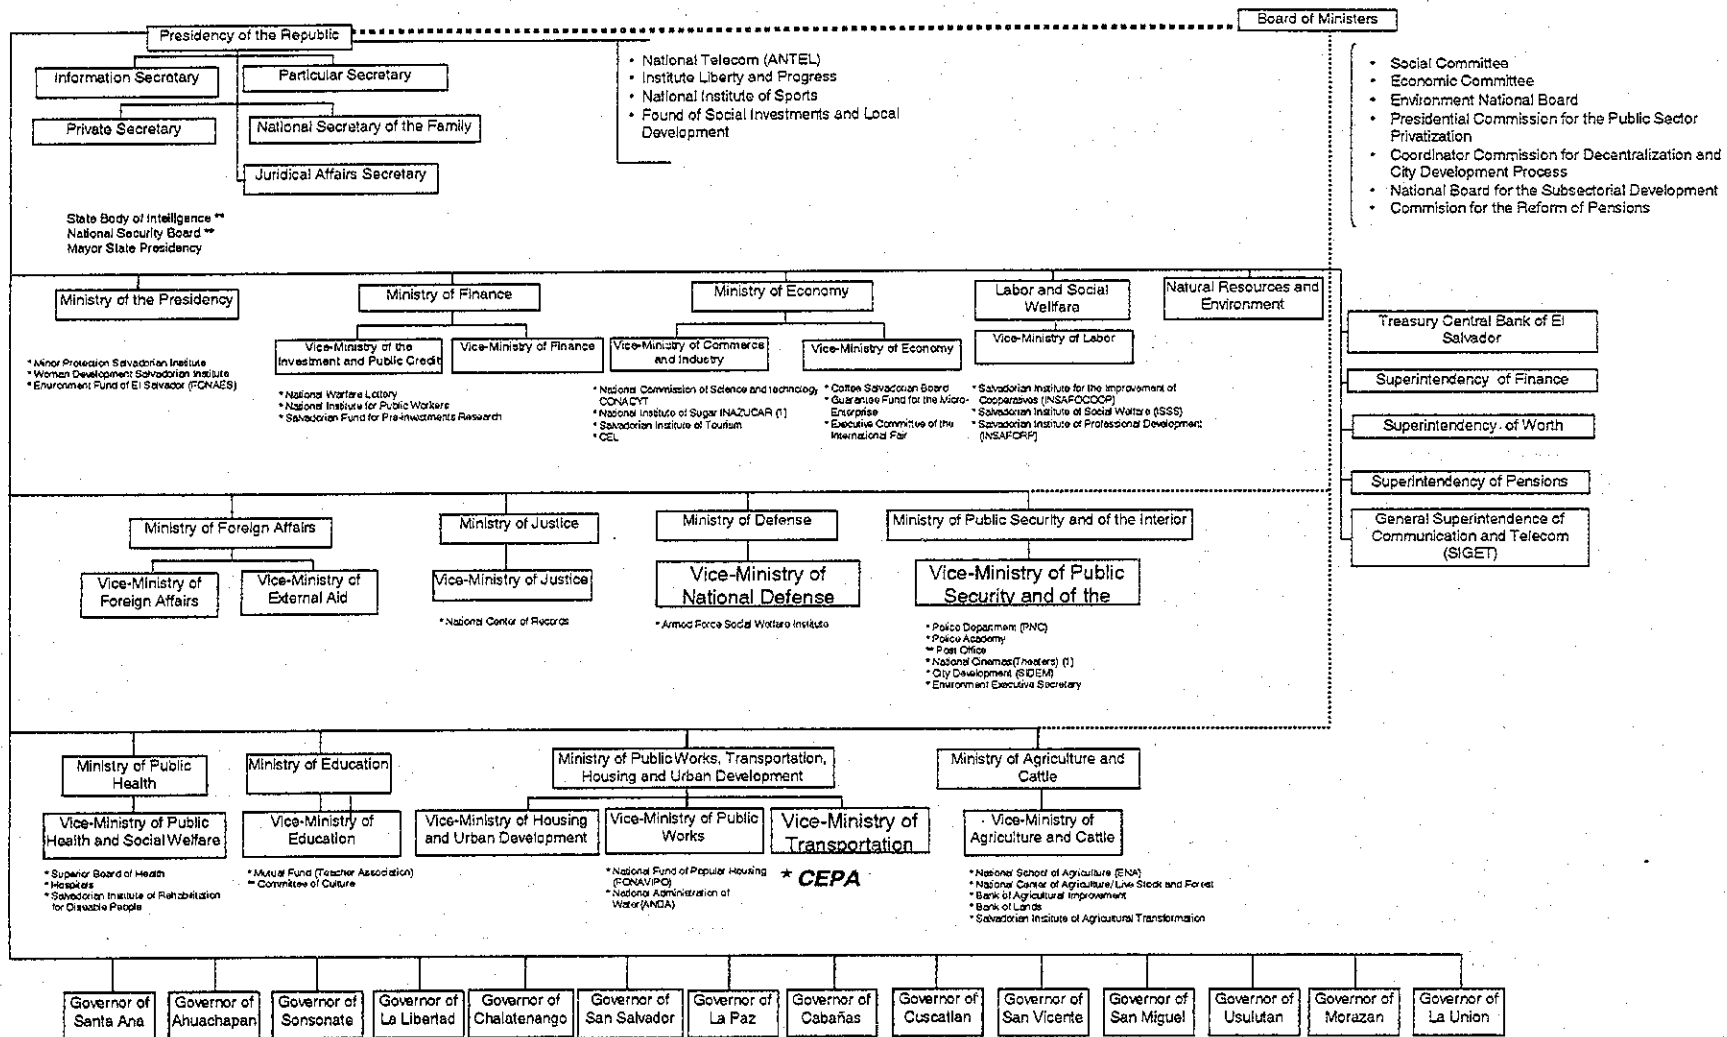 Board of Ministers
Presidency of the Republic
Information Secretary
Particular Secretary
Private Secretary
National Secretary of the Family
Juridical Affairs Secretary
• National Telecom (ANTEL)
• Institute Liberty and Progress
• National Institute of Sports
• Found of Social Investments and Local
Development
• Social Committee
• Economic Committee
• Environment National Board
• Presidential Commission for the Public Sector
Privatization
• Coordinator Commission for Decentralization and
City Development Process
• National Board for the Subsectorial Development
• Commision for the Reform of Pensions
State Body of Intelligence **
National Security Board **
Mayor State Presidency
Ministry of the Presidency
Ministry of Finance
Ministry of Economy
Labor and Social
Wellfara
Natural Resources and
Environment
Vice-Ministry of the
Investment and Public Credit
Vice-Ministry of Finance
Vice-Ministry of Commerce
and Industry
Vice-Ministry of Economy
Vice-Ministry of Labor
* Minor Protection Salvadorian Institute
* Woman Development Salvadorian Institute
* Enuronment Fund of El Salvador (FONAES)
* National Warfare Lottery
* National Institute for Public Workers
* Salvadorian Fund for Pre-Investments Research
* National Commission of Science and technology
CONACYT
* National Institute of Sugar INAZUCAR (1)
* Salvadorian Institute of Tourism
* CEL
* Cotton Salvadorian Board
* Guarantee Fund for the Micro-
Enterprise
* Executive Committee of the
International Fair
* Salvadorian Institute for the Improvement of
Cooperatives (INSAFOCOOP)
* Salvadorian Institute of Social Welfare (ISSS)
* Salvadorian Institute of Professional Development
(INSAFORP)
Treasury Central Bank of El
Salvador
Superintendency of Finance
Superintendency of Worth
Superintendency of Pensions
General Superintendence of
Communication and Telecom
(SIGET)
Ministry of Foreign Affairs
Ministry of Justice
Ministry of Defense
Ministry of Public Security and of the Interior
Vice-Ministry of
Foreign Affairs
Vice-Ministry of
External Aid
Vice-Ministry of Justice
Vice-Ministry of
National Defense
Vice-Ministry of Public
Security and of the
* National Center of Records
* Armed Force Social Welfare Institute
* Police Department (PNC)
* Police Academy
** Post Office
* National Cinemas(Theaters) (1)
* City Development (SIDEM)
* Enuronment Executive Secretary
Ministry of Public
Health
Ministry of Education
Ministry of Public Works, Transportation,
Housing and Urban Development
Ministry of Agriculture and
Cattle
Vice-Ministry of Public
Health and Social Welfare
Vice-Ministry of
Education
Vice-Ministry of Housing
and Urban Development
Vice-Ministry of Public
Works
Vice-Ministry of
Transportation
Vice-Ministry of
Agriculture and Cattle
* Superior Board of Health
* Hospitals
* Salvadorian Institute of Rehabilitation
for Disable People
* Mutual Fund (Teacher Association)
** Committee of Culture
* National Fund of Popular Housing
(FONAVIPO)
* National Administration of
Water(ANDA)
* CEPA
* National School of Agriculture (ENA)
* National Center of Agriculture/Live Stock and Forest
* Bank of Agricultural Improvement
* Bank of Lands
* Salvadorian Institute of Agricultural Transformation
Governor of
Santa Ana
Governor of
Ahuachapan
Governor of
Sonsonate
Governor of
La Libertad
Governor of
Chalatenango
Governor of
San Salvador
Governor of
La Paz
Governor of
Cabañas
Governor of
Cuscatlan
Governor of
San Vicente
Governor of
San Miguel
Governor of
Usulutan
Governor of
Morazan
Governor of
La Union